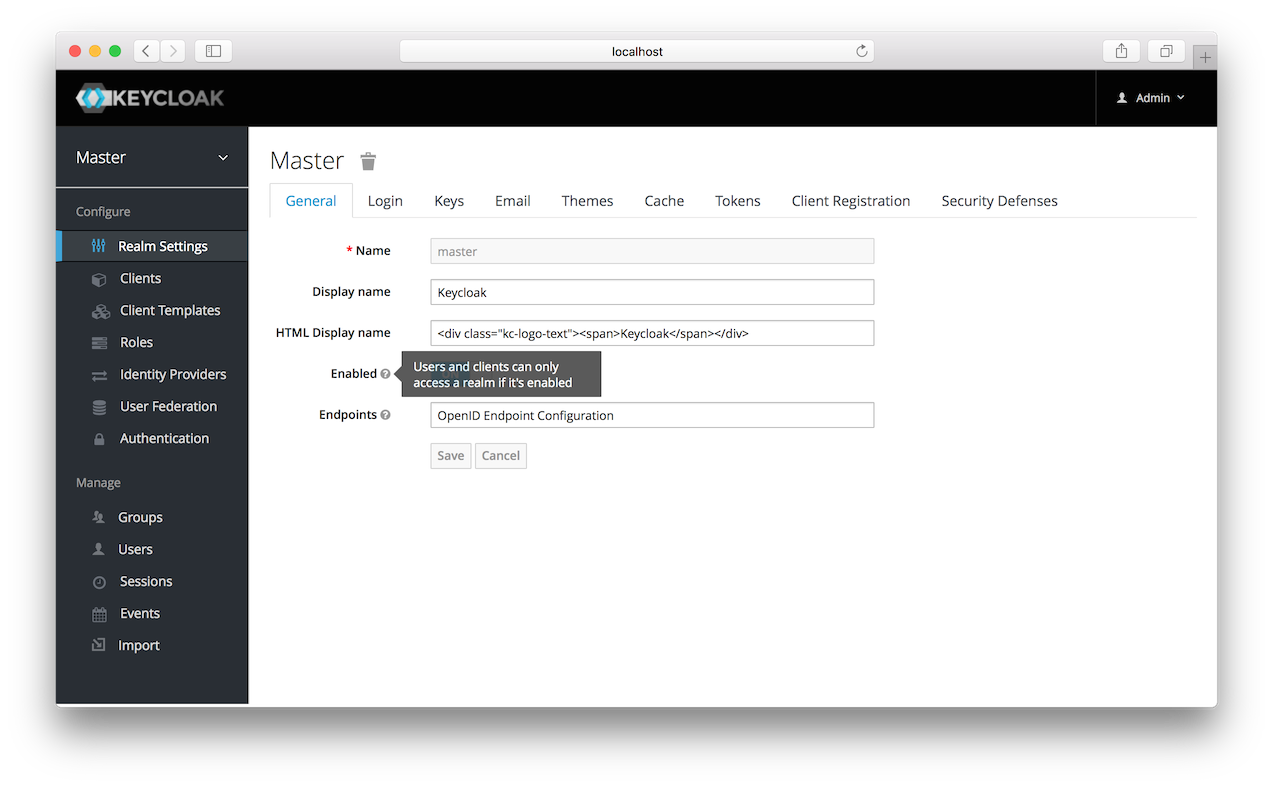 localhost
KEYCLOAK
Admin
Master
Configure
Realm Settings
Clients
Client Templates
Roles
Identity Providers
User Federation
Authentication
Manage
Groups
Users
Sessions
Events
Import
Master
General Login Keys Email Themes Cache Tokens Client Registration Security Defenses
* Name master
Display name Keycloak
HTML Display name <div class="kc-logo-text"><span>Keycloak</span></div>
Enabled
Users and clients can only
access a realm if it's enabled
Endpoints OpenID Endpoint Configuration
Save Cancel